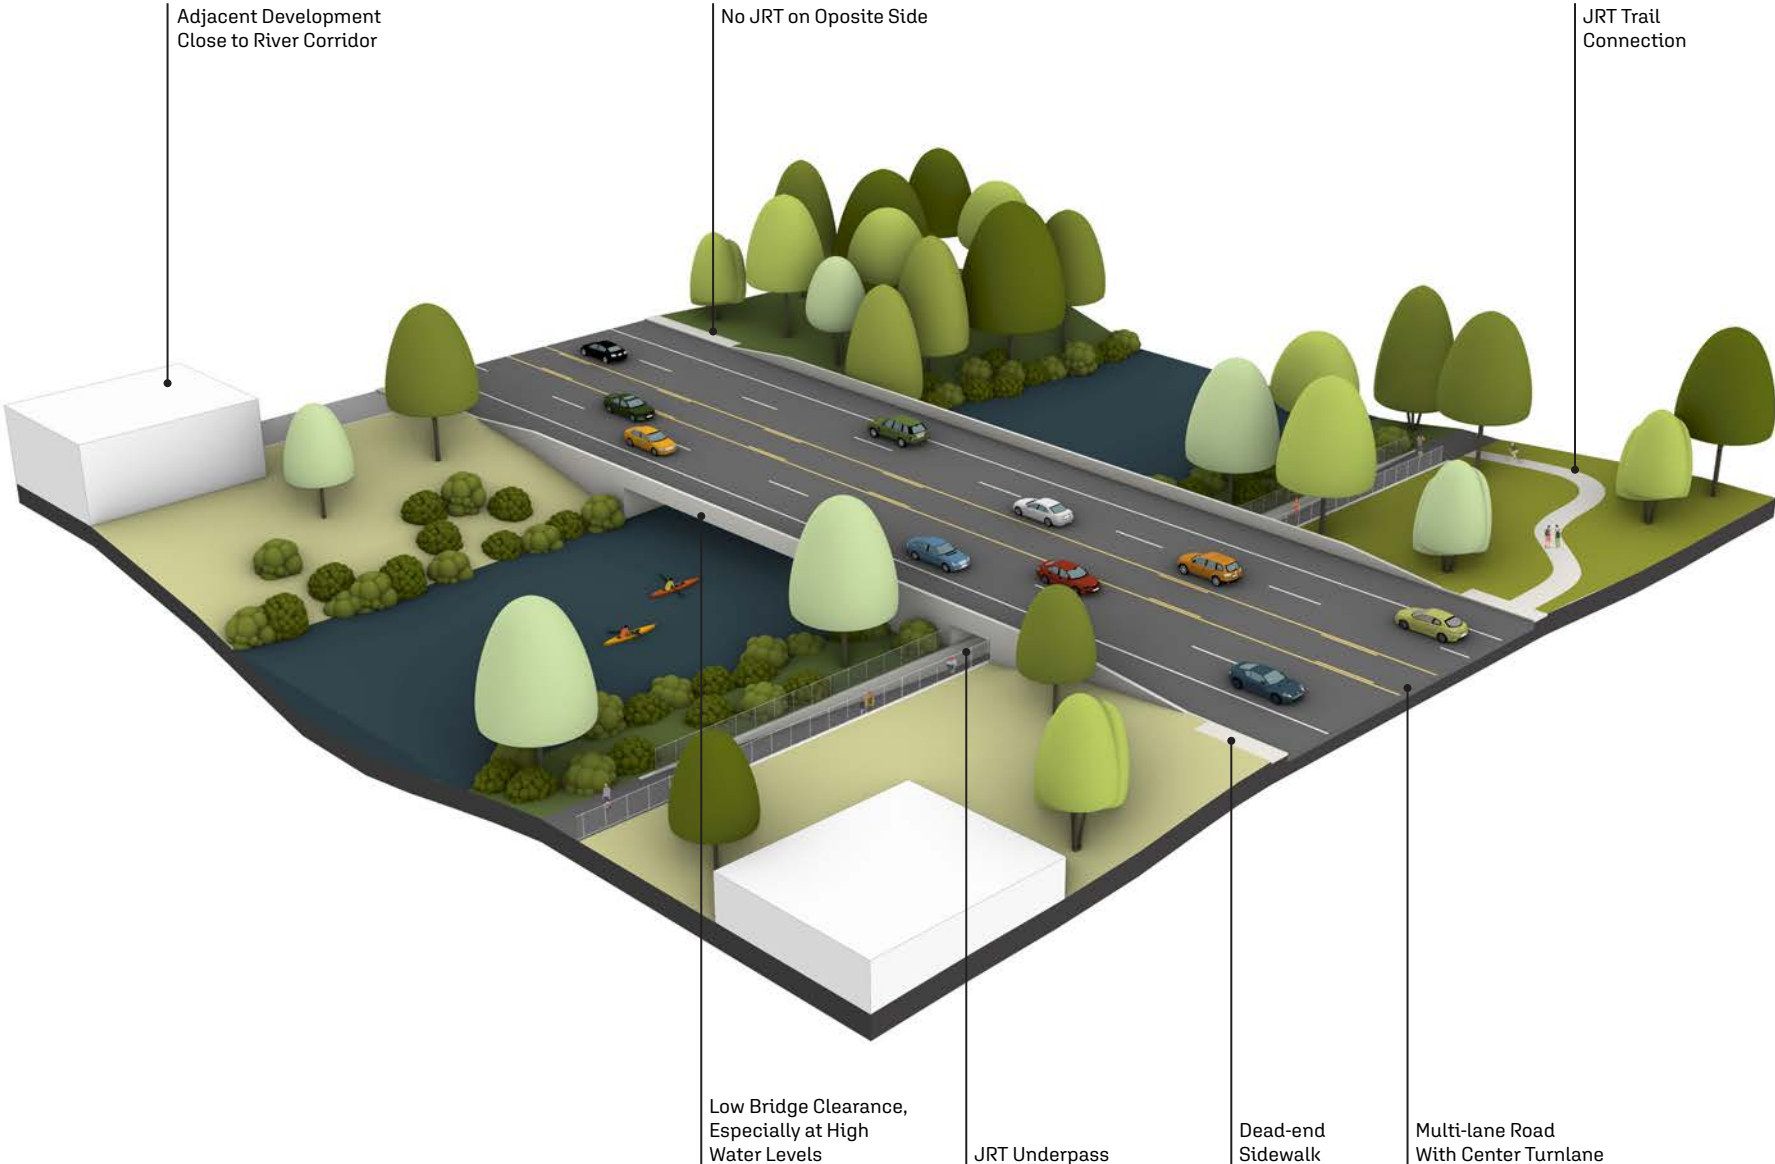 Adjacent Development
Close to River Corridor
No JRT on Oposite Side
JRT Trail
Connection
Low Bridge Clearance,
Especially at High
Water Levels
JRT Underpass
Dead-end
Sidewalk
Multi-lane Road
With Center Turnlane